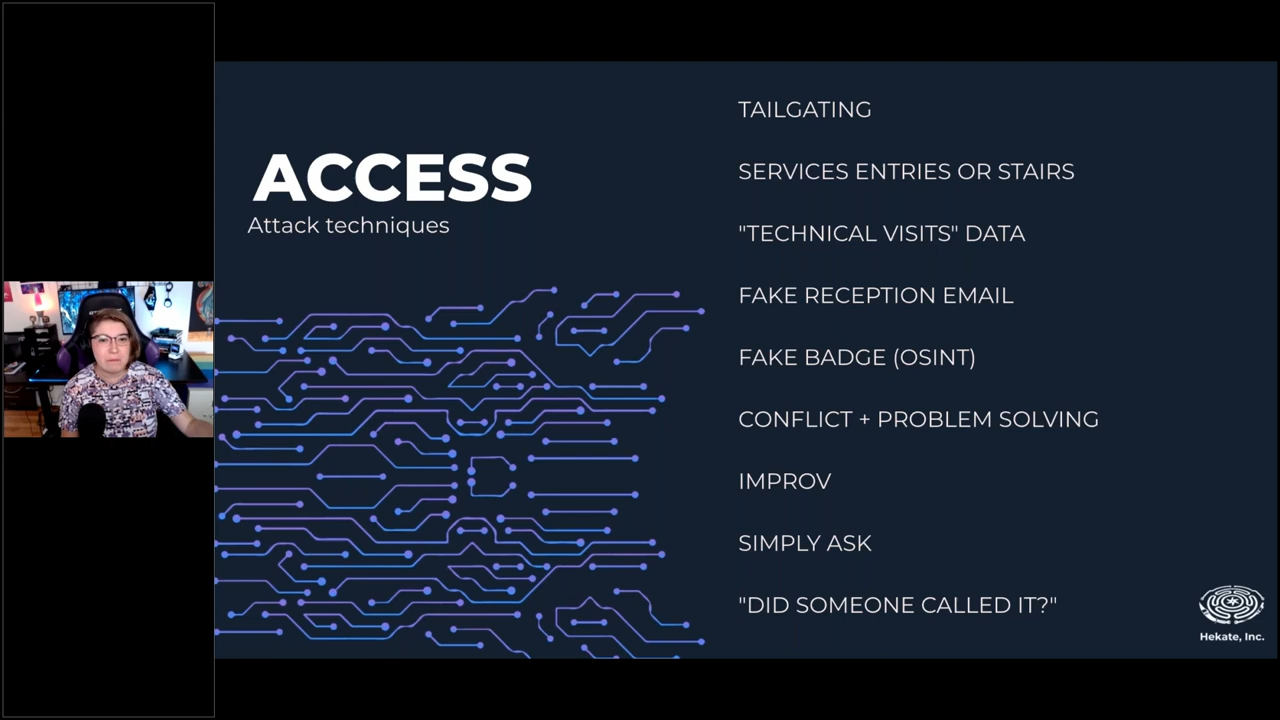 ACCESS
Attack techniques
TAILGATING
SERVICES ENTRIES OR STAIRS
"TECHNICAL VISITS" DATA
FAKE RECEPTION EMAIL
FAKE BADGE (OSINT)
CONFLICT + PROBLEM SOLVING
IMPROV
SIMPLY ASK
"DID SOMEONE CALLED IT?"
Hekate, Inc.